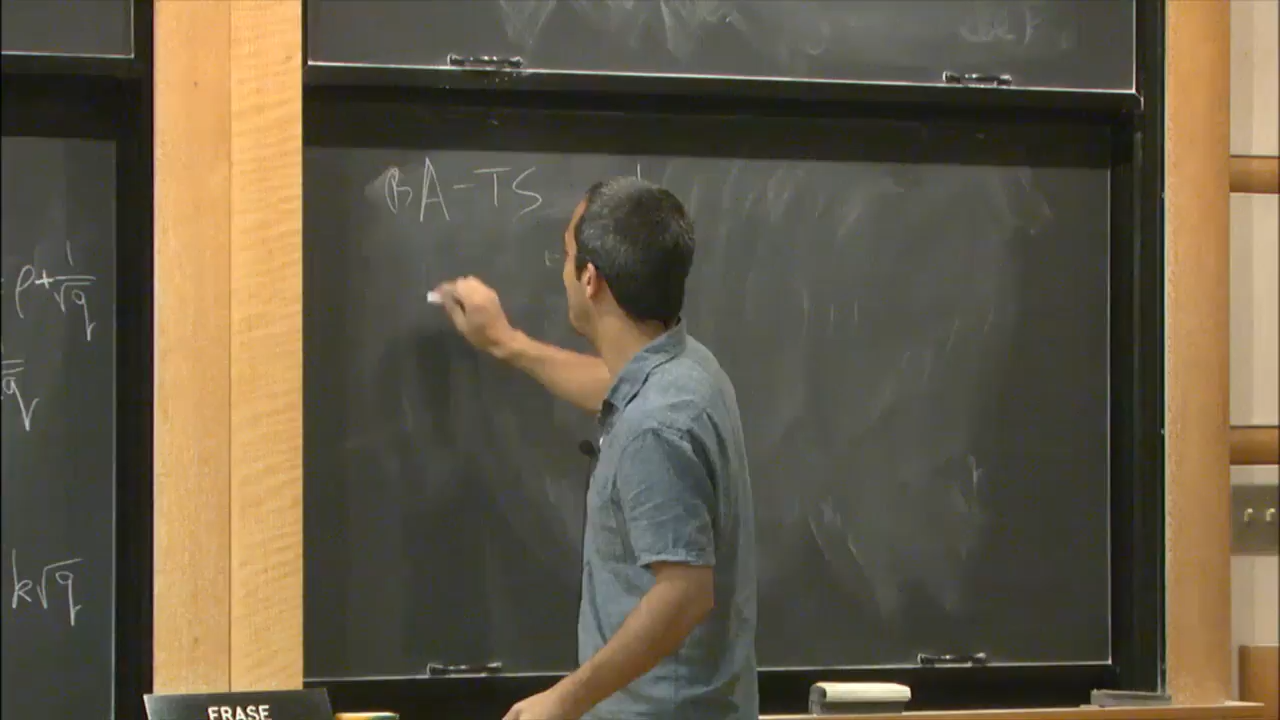 ρ + 1/√q
√q
k√q
BA-TS
ERASE